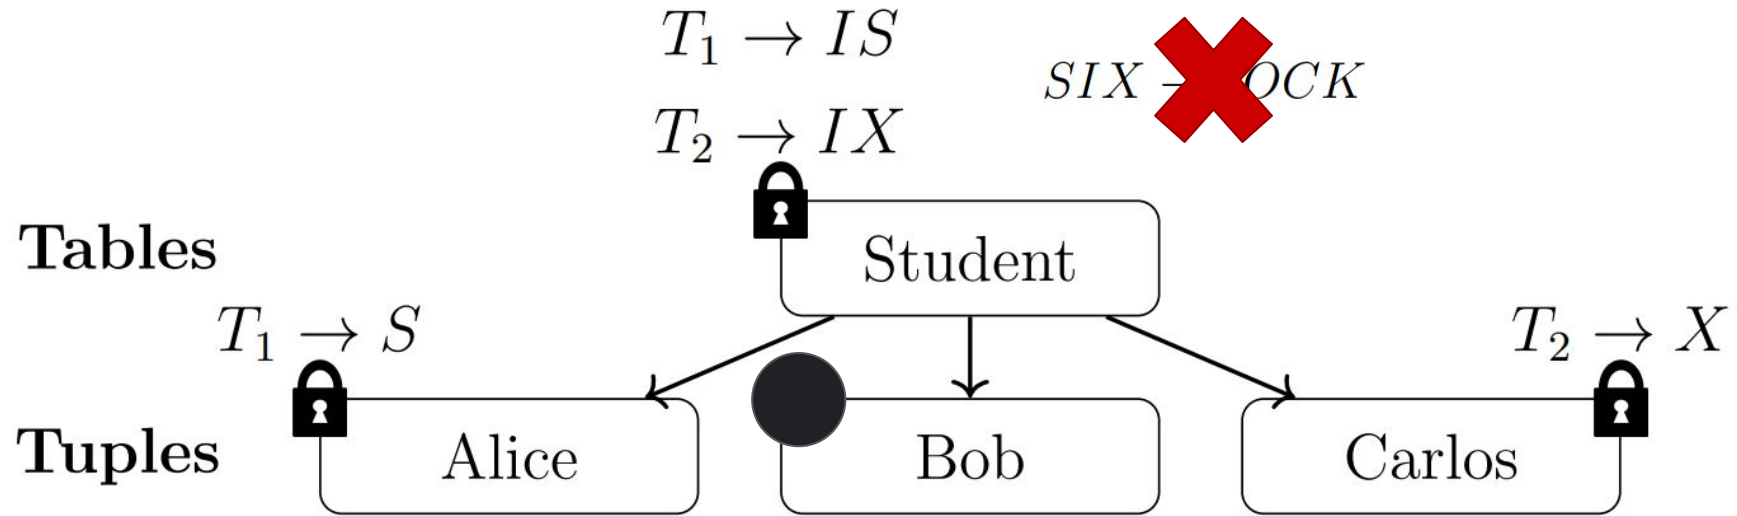 T₁ → IS
SIX - OCK
T₂ → IX
Tables
Student
T₁ → S
T₂ → X
Tuples
Alice
Bob
Carlos